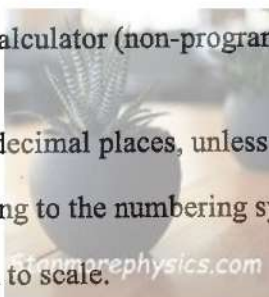 alculator (non-program
decimal places, unless
ng to the numbering sy
Stanmorephysics.com
to scale.